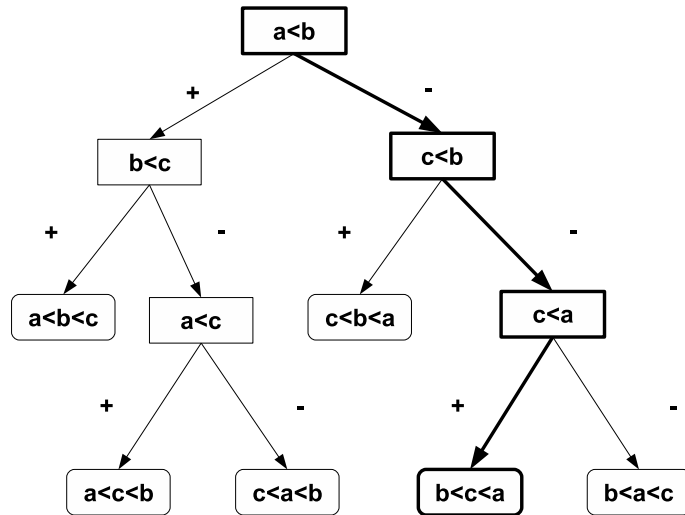 a<b
+ -
b<c c<b
+ - + -
a<b<c a<c c<b<a c<a
+ - + -
a<c<b c<a<b b<c<a b<a<c